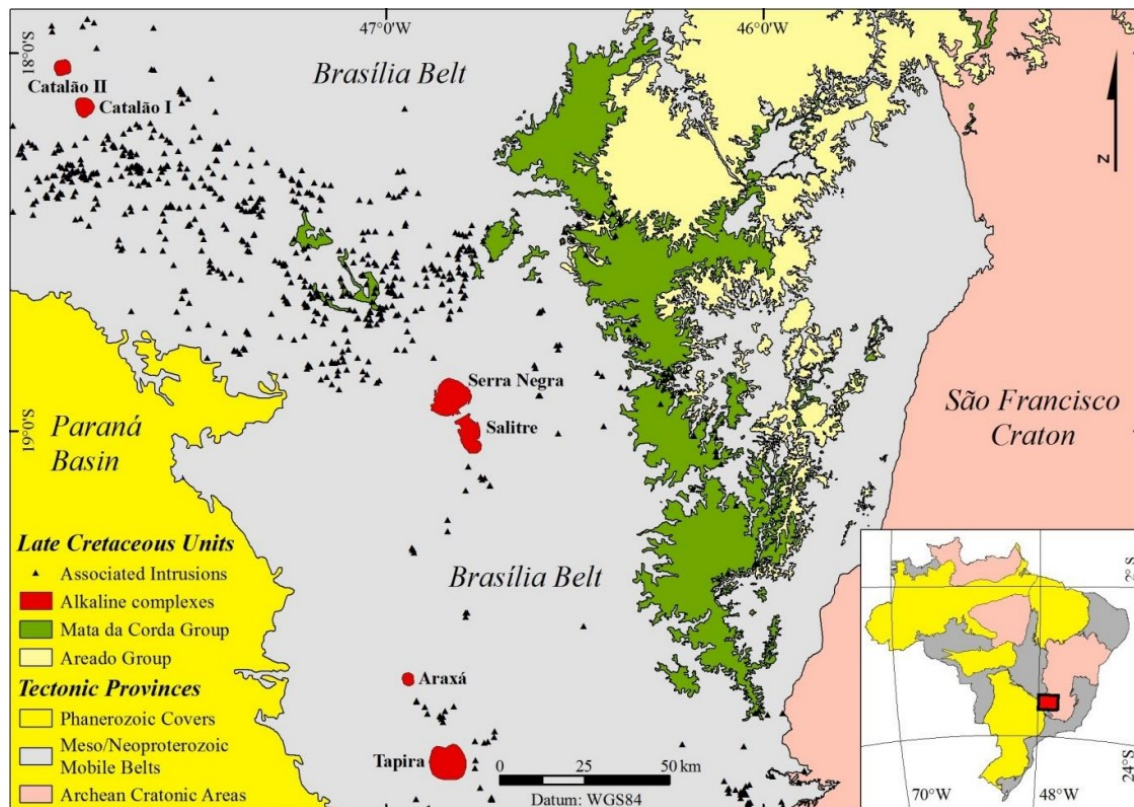 47°0'W
46°0'W
18°0'S
Catalão II
Catalão I
Brasília Belt
N
Serra Negra
Salitre
São Francisco
Craton
19°0'S
Paraná
Basin
Brasília Belt
Araxá
Tapira
Late Cretaceous Units
Associated Intrusions
Alkaline complexes
Mata da Corda Group
Areado Group
Tectonic Provinces
Phanerozoic Covers
Meso/Neoproterozoic
Mobile Belts
Archean Cratonic Areas
0 25 50 km
Datum: WGS84
2° S
24°S
70°W
48°W